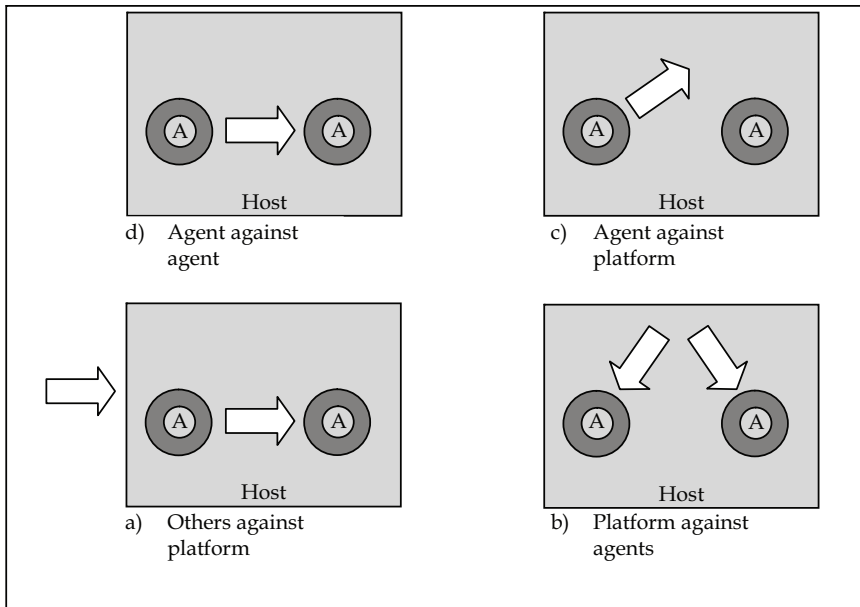 A A
Host
d) Agent against
agent
A A
Host
c) Agent against
platform
A A
Host
a) Others against
platform
A A
Host
b) Platform against
agents